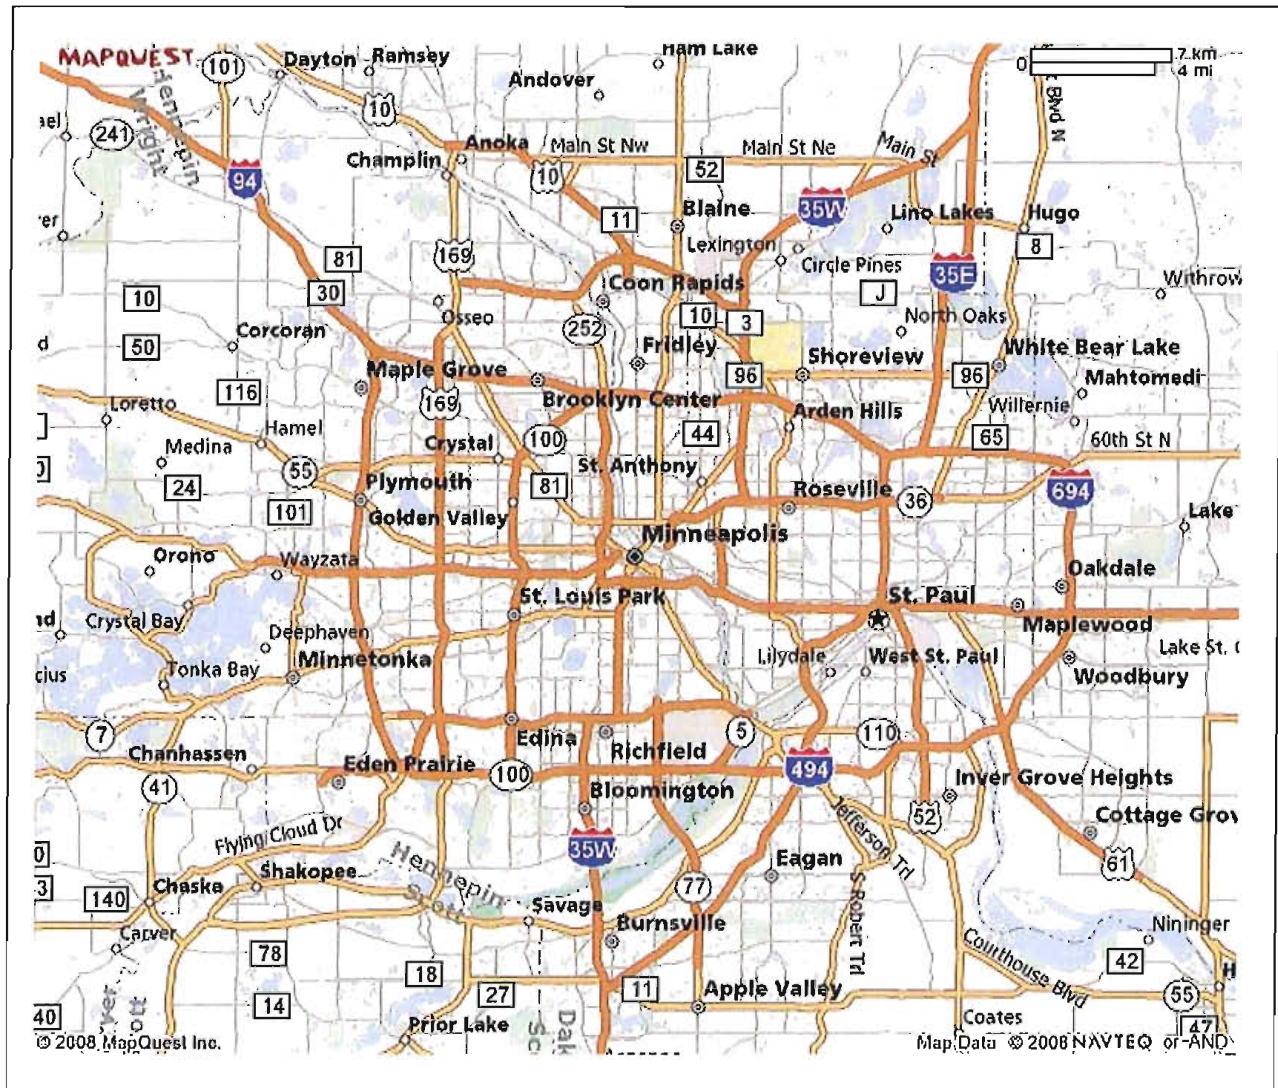 MAPQUEST
101
Dayton
Ramsey
Ham Lake
0
7 km
4 mi
Andover
10
Blvd N
241
Hennepin
Wright
Anoka
Main St Nw
Main St Ne
Main St
Champlin
94
10
52
35W
11
Blaine
Lino Lakes
Hugo
169
Lexington
8
81
Circle Pines
35E
Withrow
10
30
Coon Rapids
J
Osseo
252
10
3
North Oaks
Corcoran
50
Fridley
Shoreview
White Bear Lake
Maple Grove
96
96
Mahtomedi
116
169
Brooklyn Center
Arden Hills
Willernie
Loretto
Hamel
Crystal
100
44
65
60th St N
Medina
55
St. Anthony
24
Plymouth
81
Roseville
36
694
101
Golden Valley
Lake
Minneapolis
Orono
Wayzata
Oakdale
St. Louis Park
St. Paul
Crystal Bay
Maplewood
Deephaven
Lake St. C
Tonka Bay
Minnetonka
Lilydale
West St. Paul
Woodbury
cius
7
Edina
Richfield
5
110
Chanhassen
Eden Prairie
100
494
41
Bloomington
Inver Grove Heights
52
Cottage Grov
Flying Cloud Dr
35W
Jefferson Trl
Hennepin
Scott
Eagan
61
Shakopee
Chaska
77
S Robert Trl
3
140
Savage
Burnsville
Nininger
Carver
78
18
42
Courthouse Blvd
14
27
11
Apple Valley
55
40
Prior Lake
Coates
47
© 2008 MapQuest Inc.
Map Data © 2008 NAVTEQ or AND